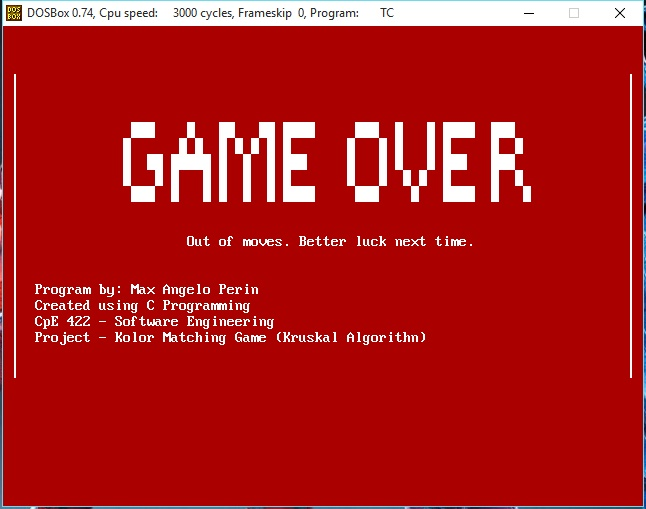 DOSBox 0.74, Cpu speed: 3000 cycles, Frameskip 0, Program: TC
GAME OVER
Out of moves. Better luck next time.
Program by: Max Angelo Perin
Created using C Programming
CpE 422 - Software Engineering
Project - Kolor Matching Game (Kruskal Algorithn)